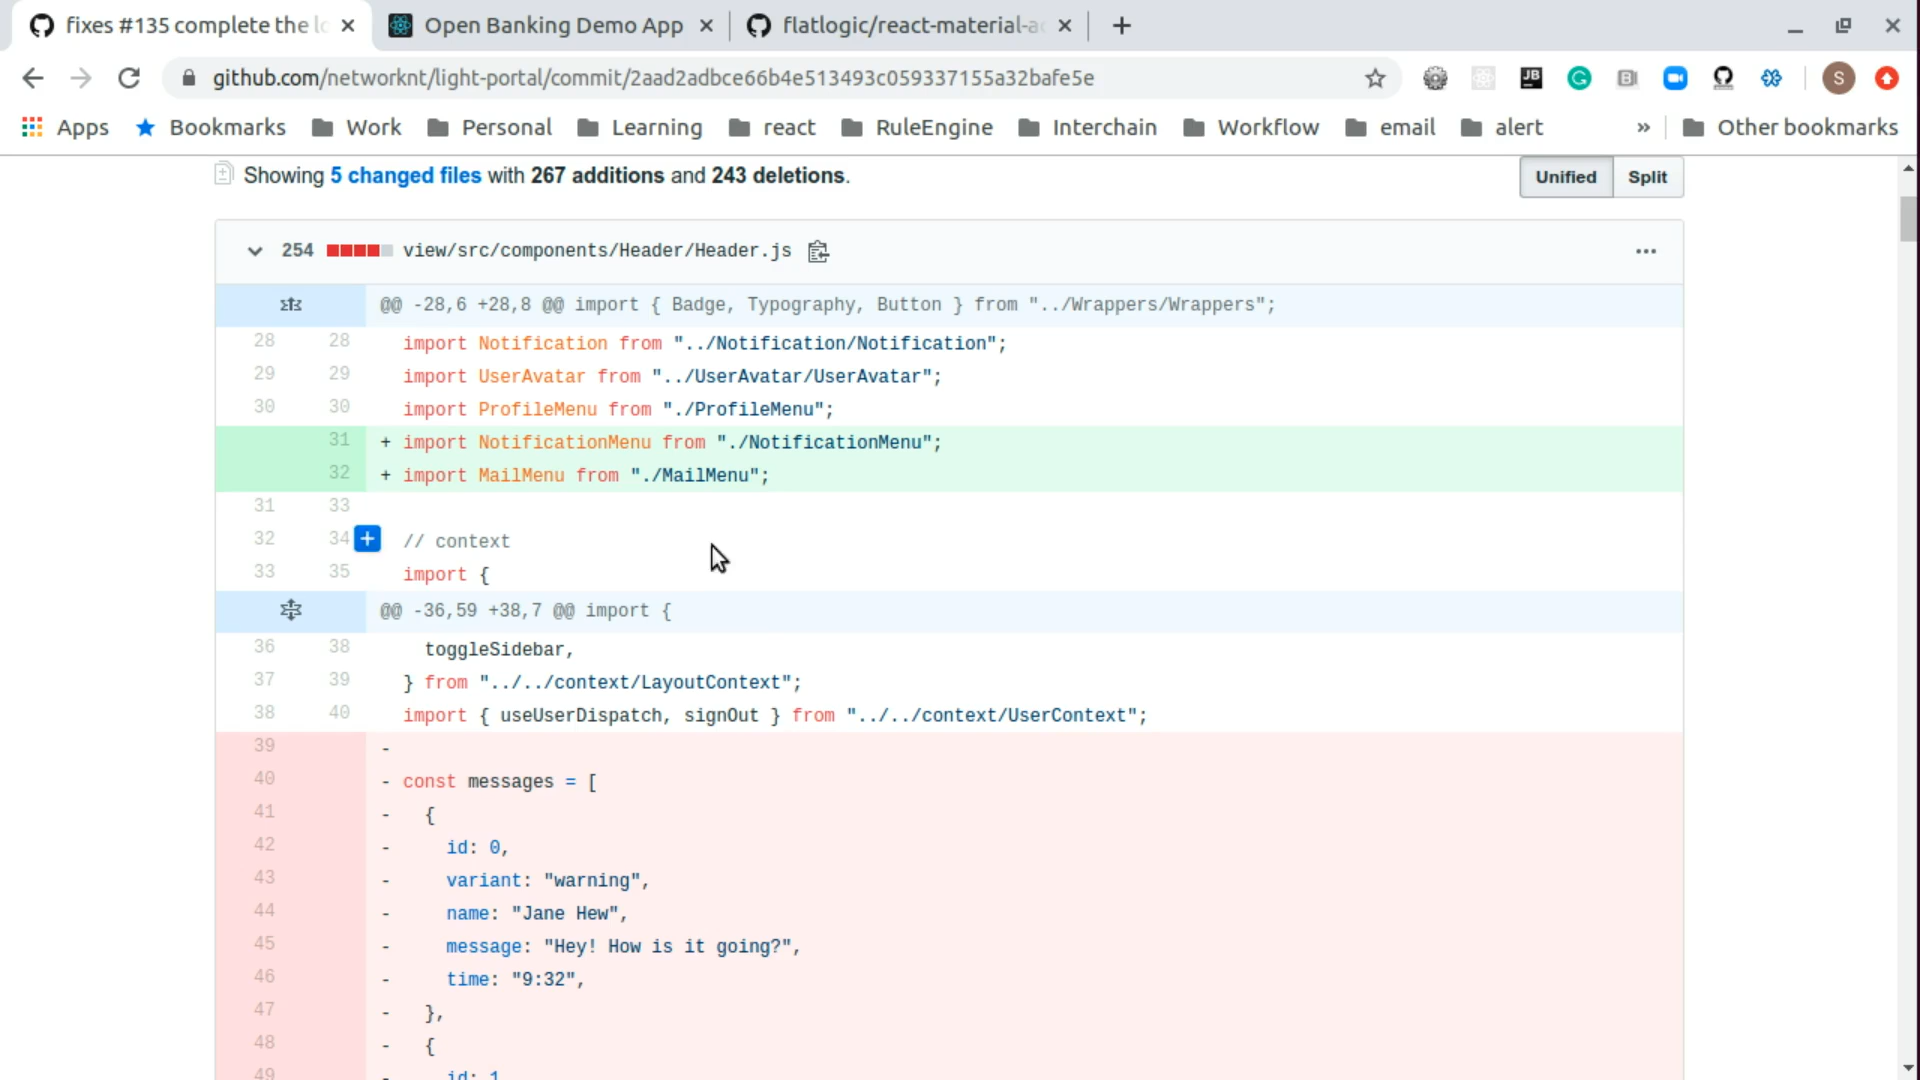 fixes #135 complete the lo
Open Banking Demo App
flatlogic/react-material-a
github.com/networknt/light-portal/commit/2aad2adbce66b4e513493c059337155a32bafe5e
JB
S
Apps
Bookmarks
Work
Personal
Learning
react
RuleEngine
Interchain
Workflow
email
alert
»
Other bookmarks
Showing 5 changed files with 267 additions and 243 deletions.
Unified
Split
254 view/src/components/Header/Header.js
@@ -28,6 +28,8 @@ import { Badge, Typography, Button } from "../Wrappers/Wrappers";
28 28 import Notification from "../Notification/Notification";
29 29 import UserAvatar from "../UserAvatar/UserAvatar";
30 30 import ProfileMenu from "./ProfileMenu";
31 + import NotificationMenu from "./NotificationMenu";
32 + import MailMenu from "./MailMenu";
31 33
32 34 + // context
33 35 import {
@@ -36,59 +38,7 @@ import {
36 38 toggleSidebar,
37 39 } from "../../context/LayoutContext";
38 40 import { useUserDispatch, signOut } from "../../context/UserContext";
39 -
40 - const messages = [
41 - {
42 - id: 0,
43 - variant: "warning",
44 - name: "Jane Hew",
45 - message: "Hey! How is it going?",
46 - time: "9:32",
47 - },
48 - {
49 - id: 1